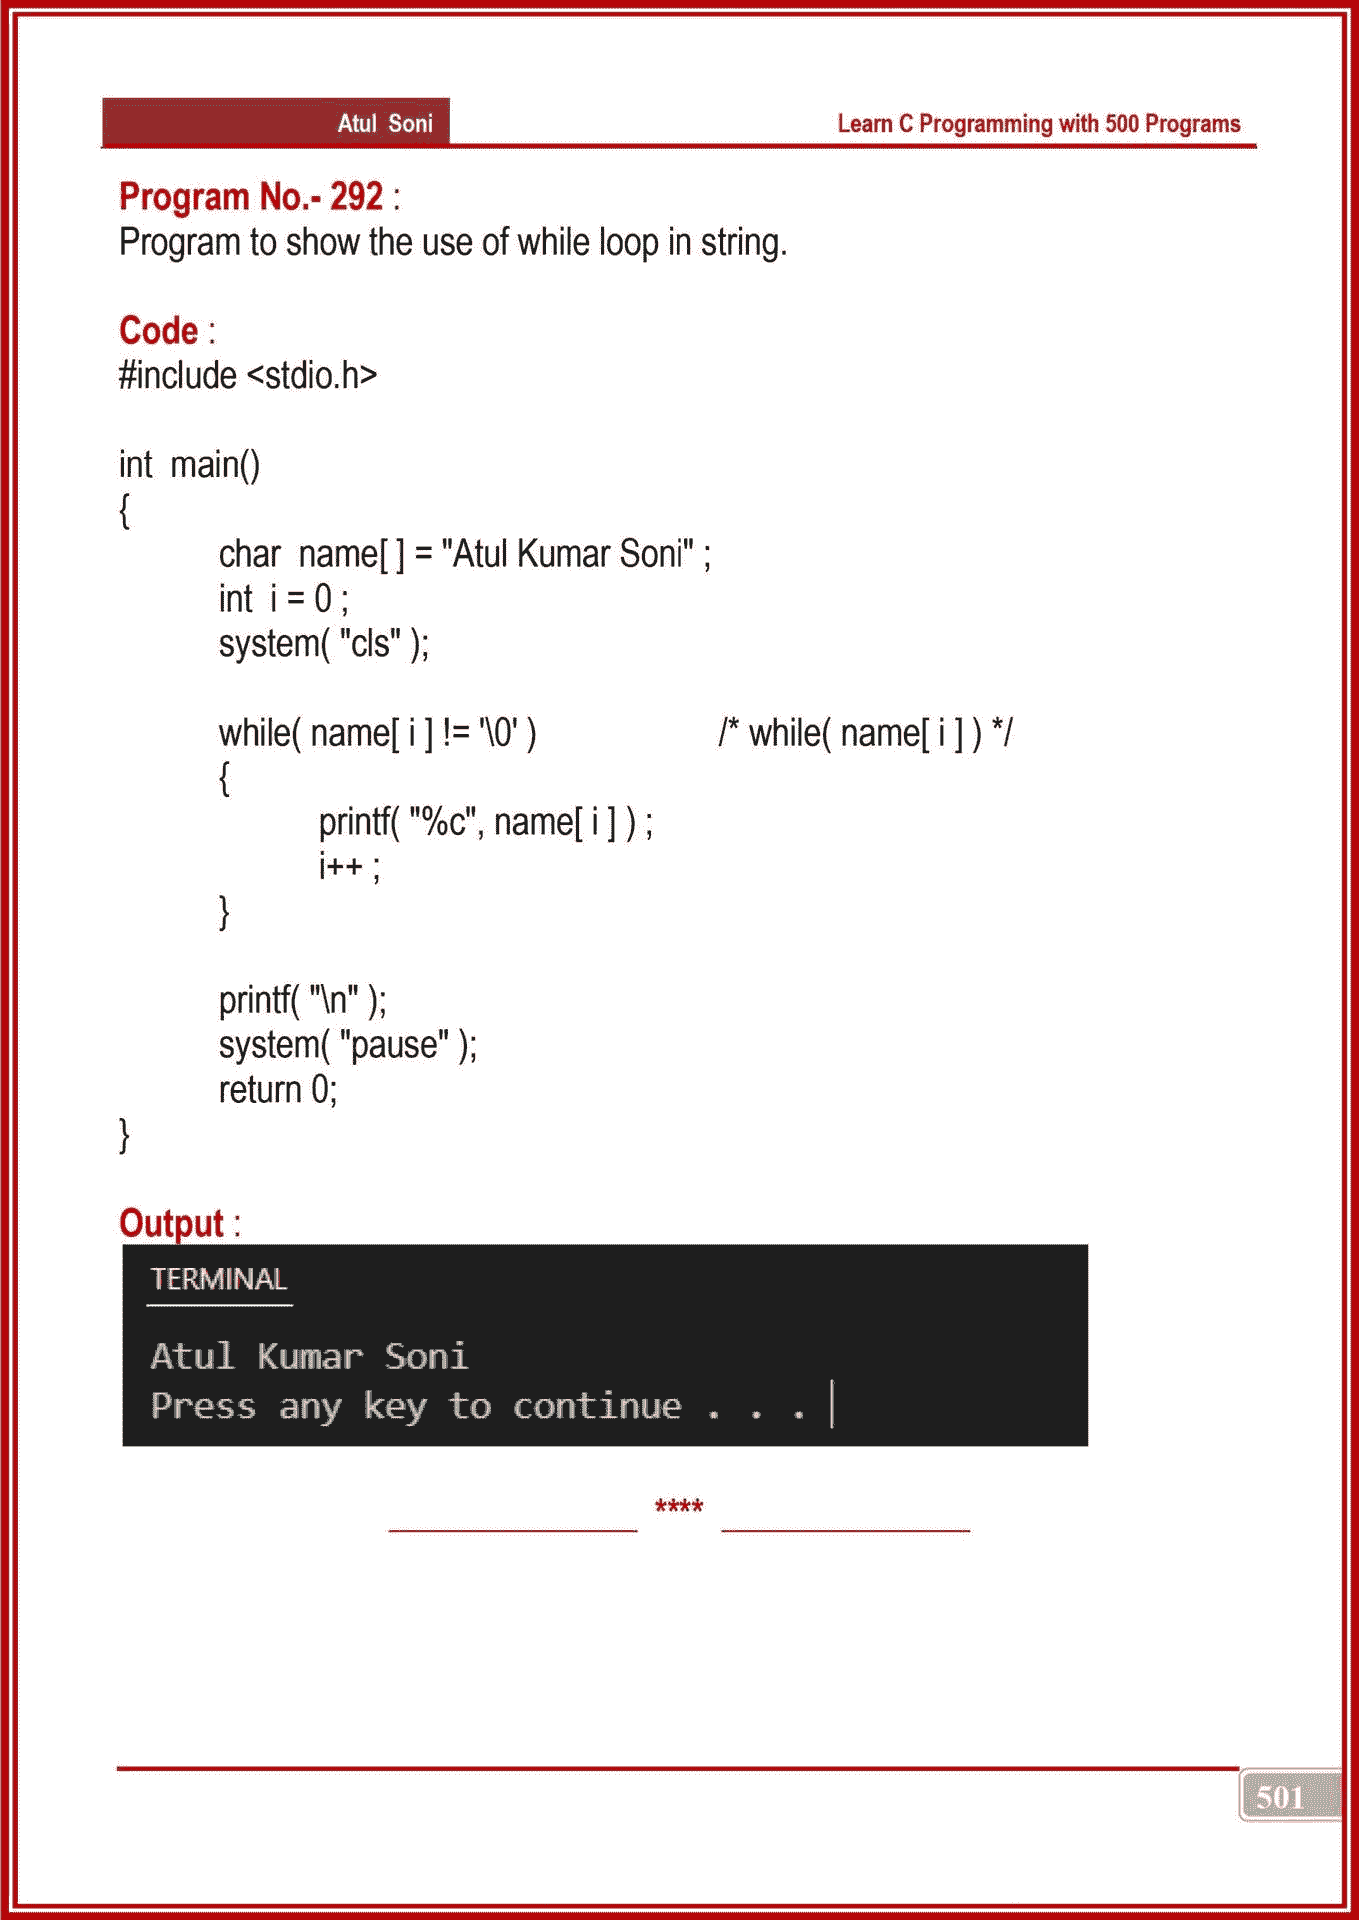 Atul  Soni
Learn C Programming with 500 Programs
Program No.- 292 :
Program to show the use of while loop in string.
Code :
#include <stdio.h>
int  main()
{
char  name[ ] = "Atul Kumar Soni" ;
int  i = 0 ;
system( "cls" );
while( name[ i ] != '\0' )                    /* while( name[ i ] ) */
{
printf( "%c", name[ i ] ) ;
i++ ;
}
printf( "\n" );
system( "pause" );
return 0;
}
Output :
TERMINAL
Atul Kumar Soni
Press any key to continue . . .
****
501